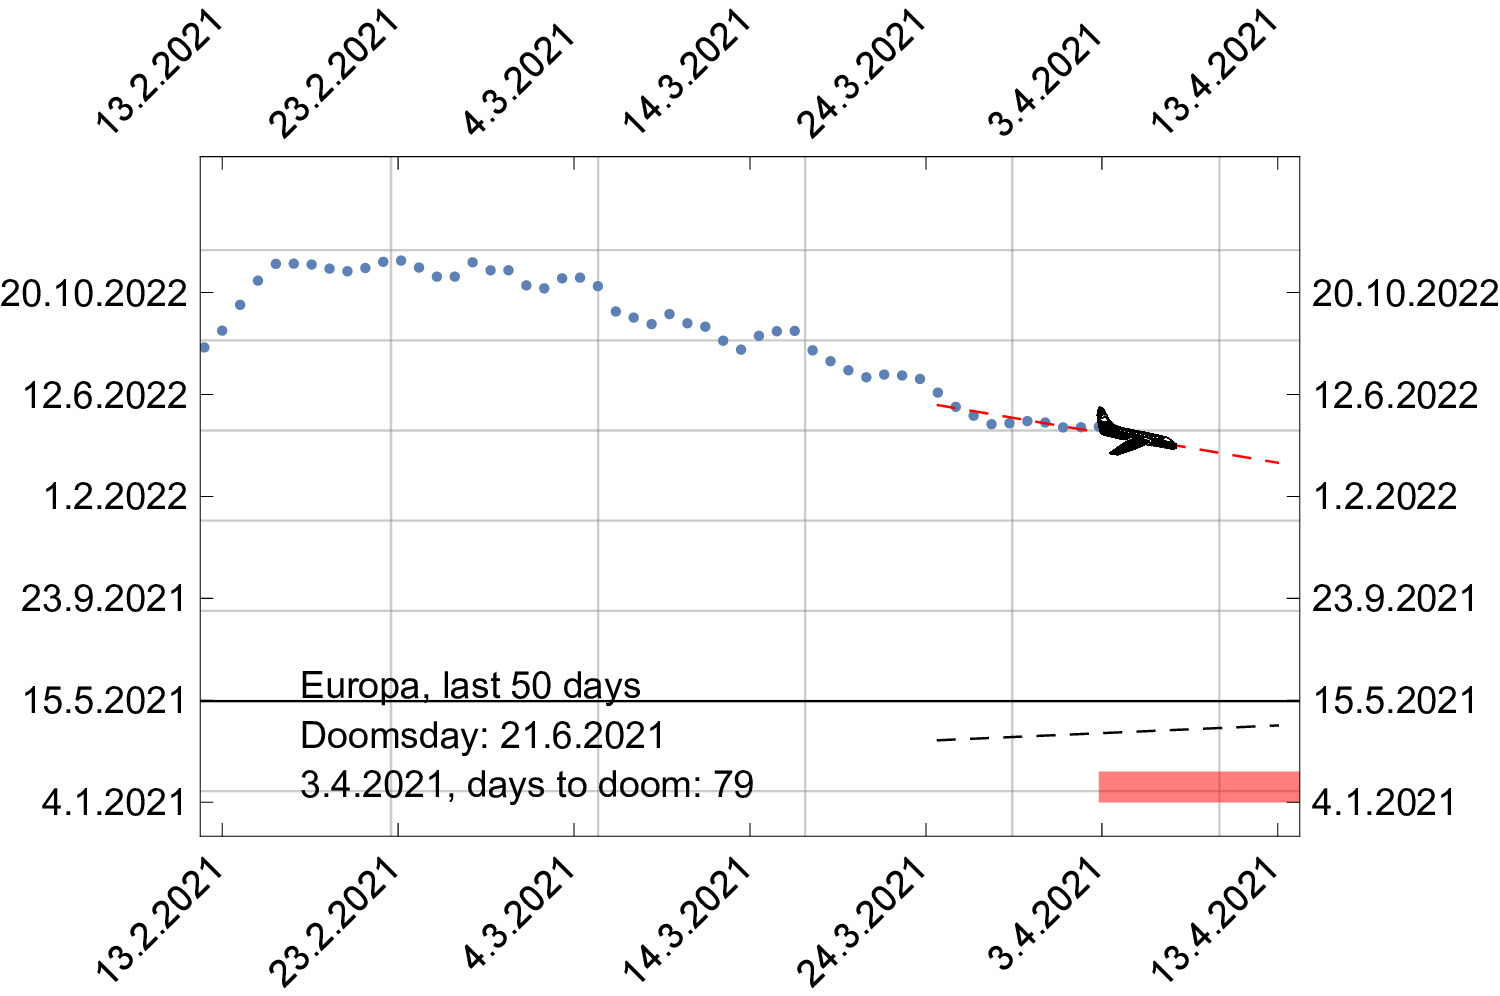 13.2.2021 23.2.2021 4.3.2021 14.3.2021 24.3.2021 3.4.2021 13.4.2021
20.10.2022 20.10.2022
12.6.2022 12.6.2022
1.2.2022 1.2.2022
23.9.2021 23.9.2021
Europa, last 50 days
15.5.2021 15.5.2021
Doomsday: 21.6.2021
3.4.2021, days to doom: 79
4.1.2021 4.1.2021
13.2.2021 23.2.2021 4.3.2021 14.3.2021 24.3.2021 3.4.2021 13.4.2021